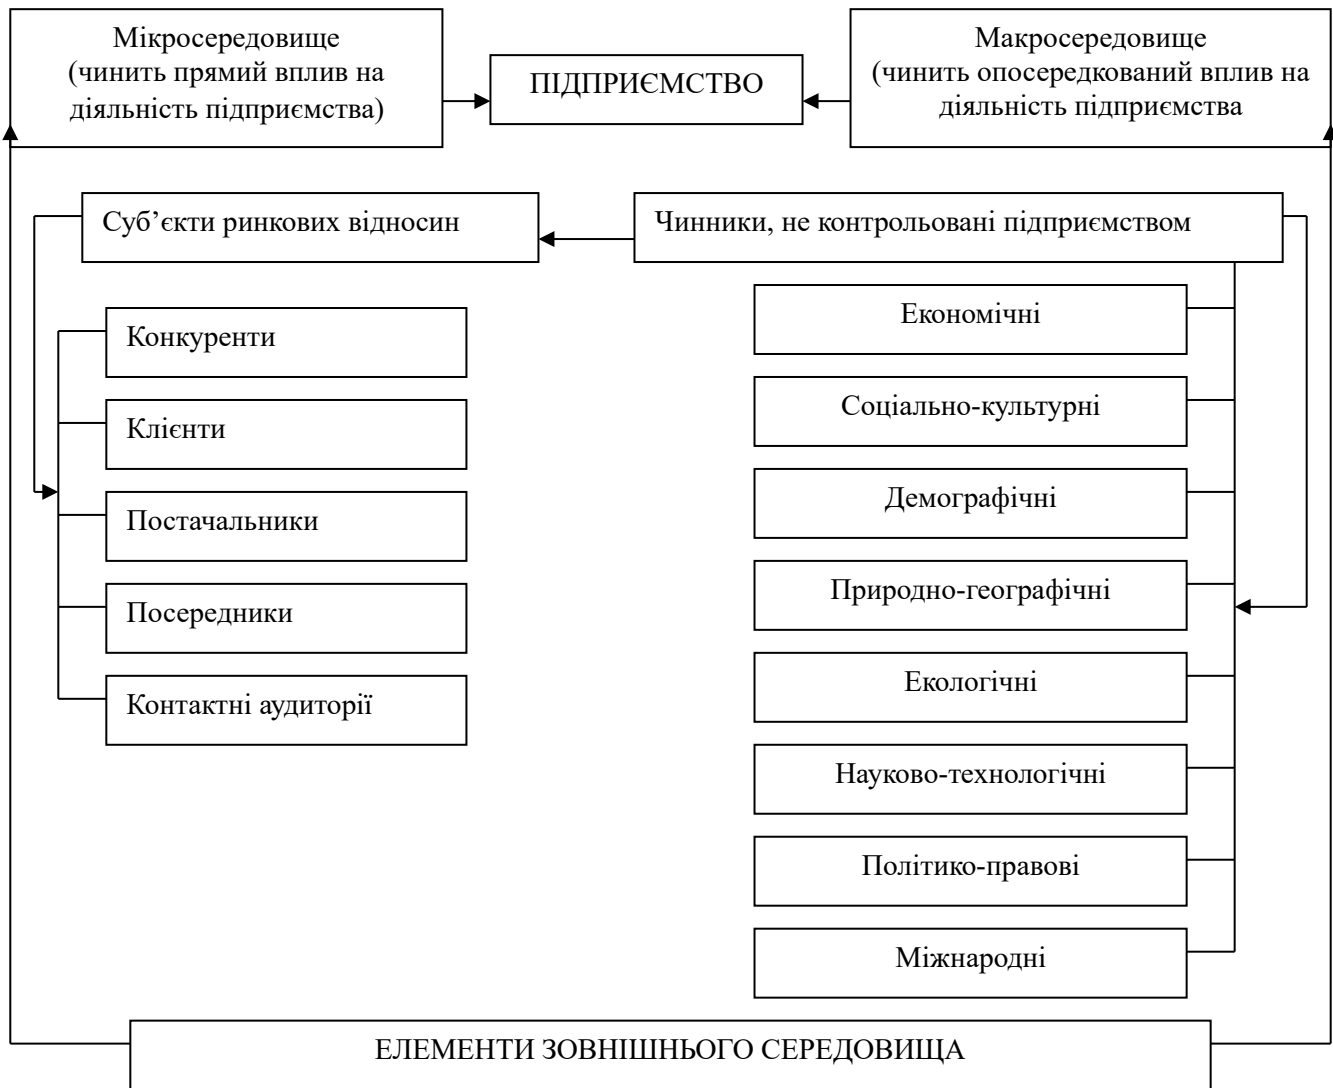 Мікросередовище
(чинить прямий вплив на
діяльність підприємства)
ПІДПРИЄМСТВО
Макросередовище
(чинить опосередкований вплив на
діяльність підприємства
Суб’єкти ринкових відносин
Чинники, не контрольовані підприємством
Конкуренти
Клієнти
Постачальники
Посередники
Контактні аудиторії
Економічні
Соціально-культурні
Демографічні
Природно-географічні
Екологічні
Науково-технологічні
Політико-правові
Міжнародні
ЕЛЕМЕНТИ ЗОВНІШНЬОГО СЕРЕДОВИЩА